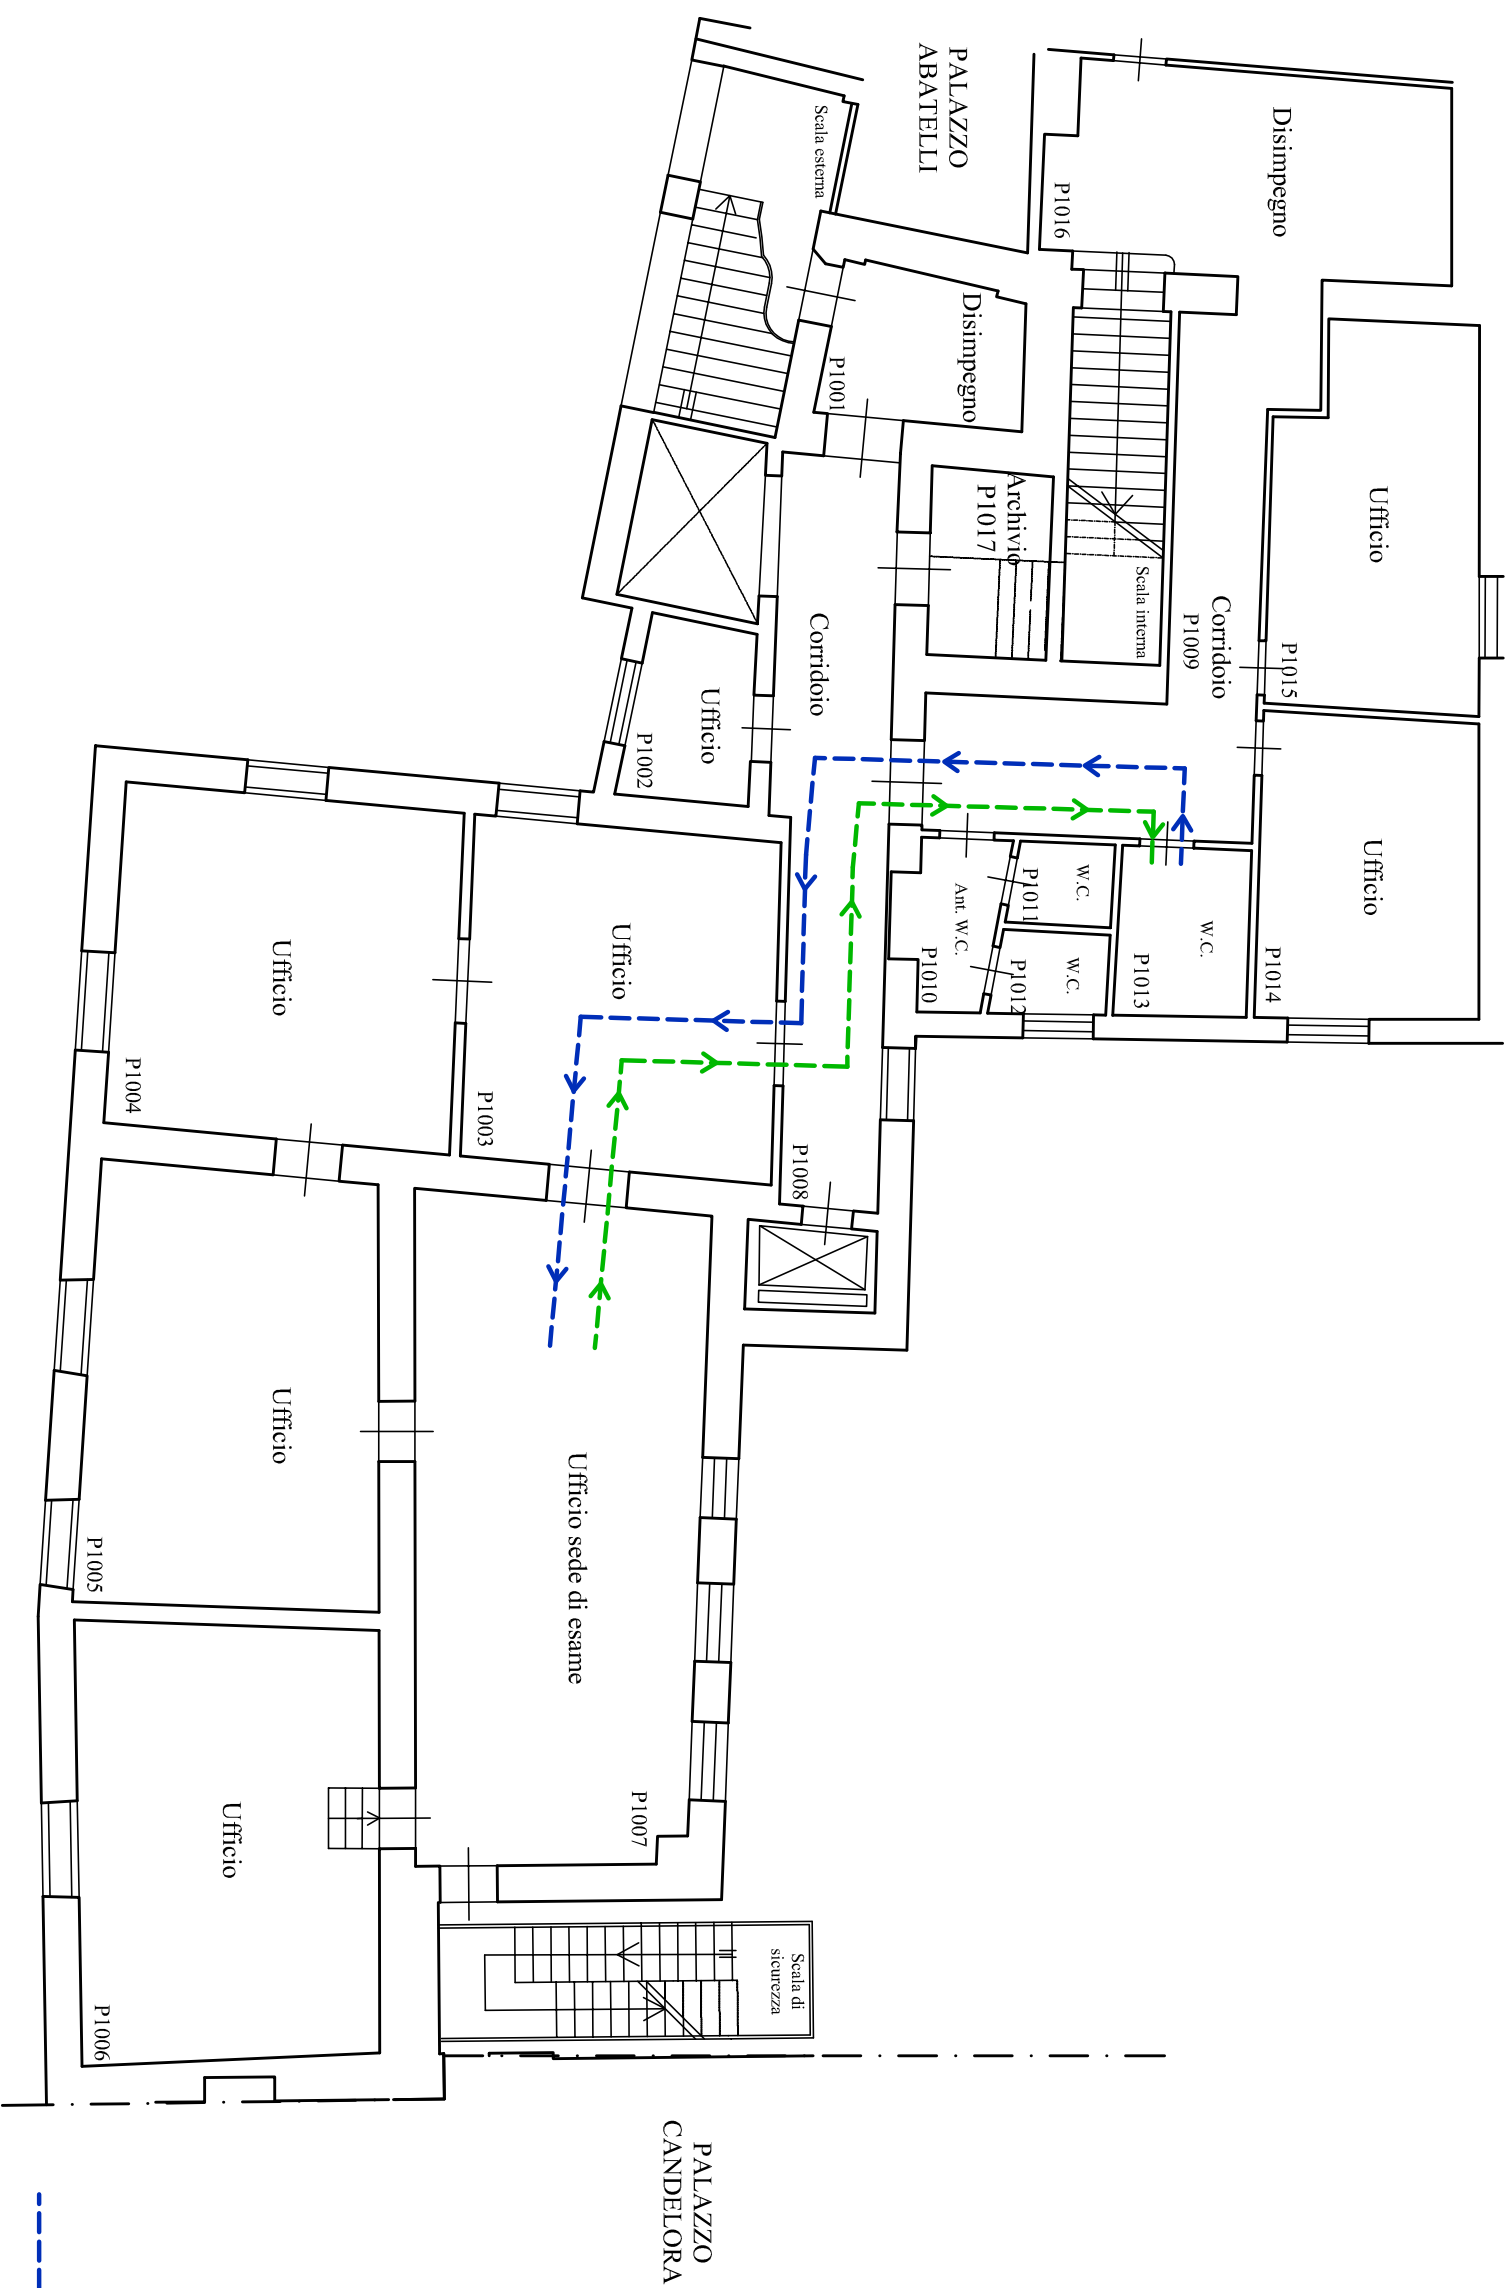 PALAZZO
ABATELLI
Disimpegno
P1016
Scala esterna
Disimpegno
P1001
Archivio
P1017
Scala interna
Corridoio
P1009
Ufficio
P1015
Corridoio
Ufficio
P1002
Ufficio
P1014
W.C.
P1013
W.C.
P1011
W.C.
P1012
Ant. W.C.
P1010
Ufficio
P1003
Ufficio
P1004
P1008
Ufficio
P1005
Ufficio sede di esame
P1007
Ufficio
P1006
Scala di
sicurezza
PALAZZO
CANDELORA